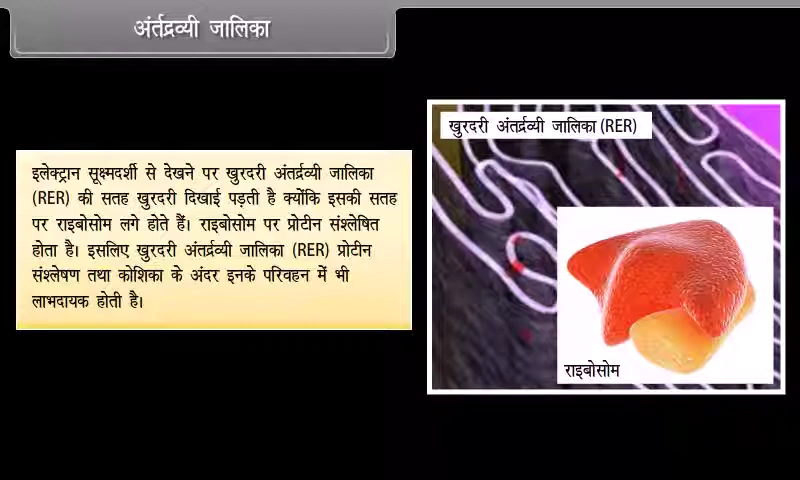 अंर्तद्रव्यी जालिका
इलेक्ट्रान सूक्ष्मदर्शी से देखने पर खुरदरी अंतर्द्रव्यी जालिका
(RER) की सतह खुरदरी दिखाई पड़ती है क्योंकि इसकी सतह
पर राइबोसोम लगे होते हैं। राइबोसोम पर प्रोटीन संश्लेषित
होता है। इसलिए खुरदरी अंतर्द्रव्यी जालिका (RER) प्रोटीन
संश्लेषण तथा कोशिका के अंदर इनके परिवहन में भी
लाभदायक होती है।
खुरदरी अंतर्द्रव्यी जालिका (RER)
राइबोसोम